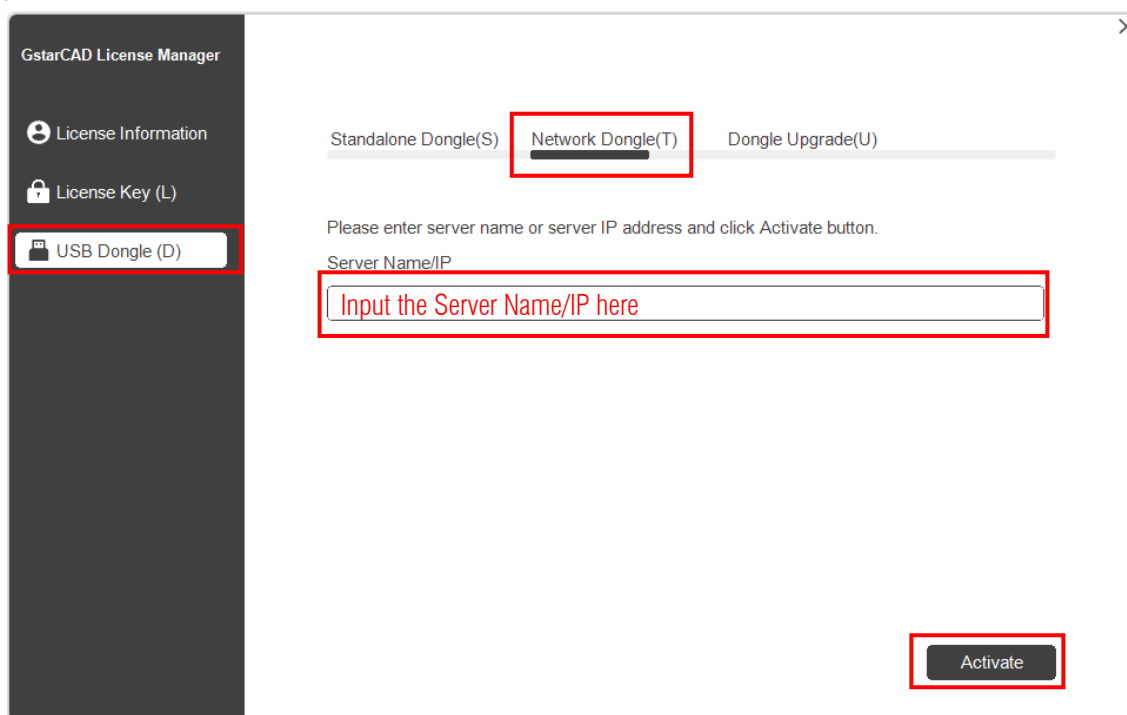 GstarCAD License Manager
License Information
License Key (L)
USB Dongle (D)
Standalone Dongle(S) Network Dongle(T) Dongle Upgrade(U)
Please enter server name or server IP address and click Activate button.
Server Name/IP
Input the Server Name/IP here
Activate